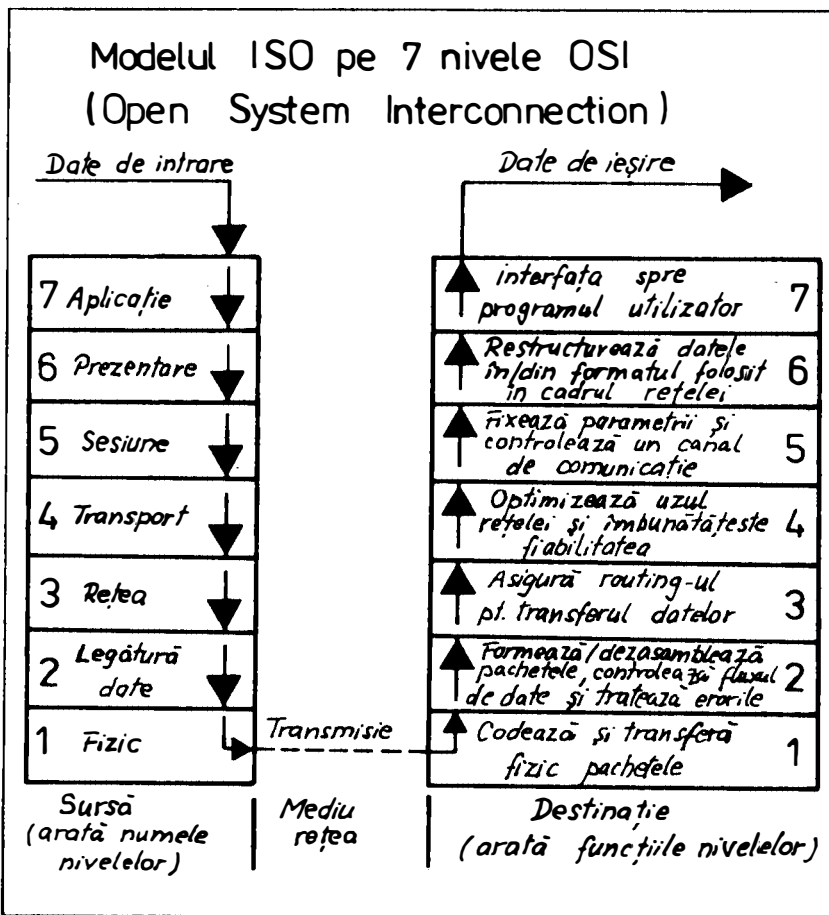 Modelul ISO pe 7 nivele OSI
(Open System Interconnection)
Date de intrare
Date de ieșire
7 Aplicație
6 Prezentare
5 Sesiune
4 Transport
3 Rețea
2 Legătură
date
1 Fizic
Transmisie
interfața spre
programul utilizator 7
Restructurează datele
în/din formatul folosit
în cadrul rețelei 6
Fixează parametrii și
controlează un canal
de comunicație 5
Optimizează uzul
rețelei și îmbunătățește
fiabilitatea 4
Asigură routing-ul
pt. transferul datelor 3
Formează/dezasamblează
pachetele, controlează fluxul
de date și tratează erorile 2
Codează și transferă
fizic pachetele 1
Sursă
(arată numele
nivelelor)
Mediu
rețea
Destinație
(arată funcțiile nivelelor)